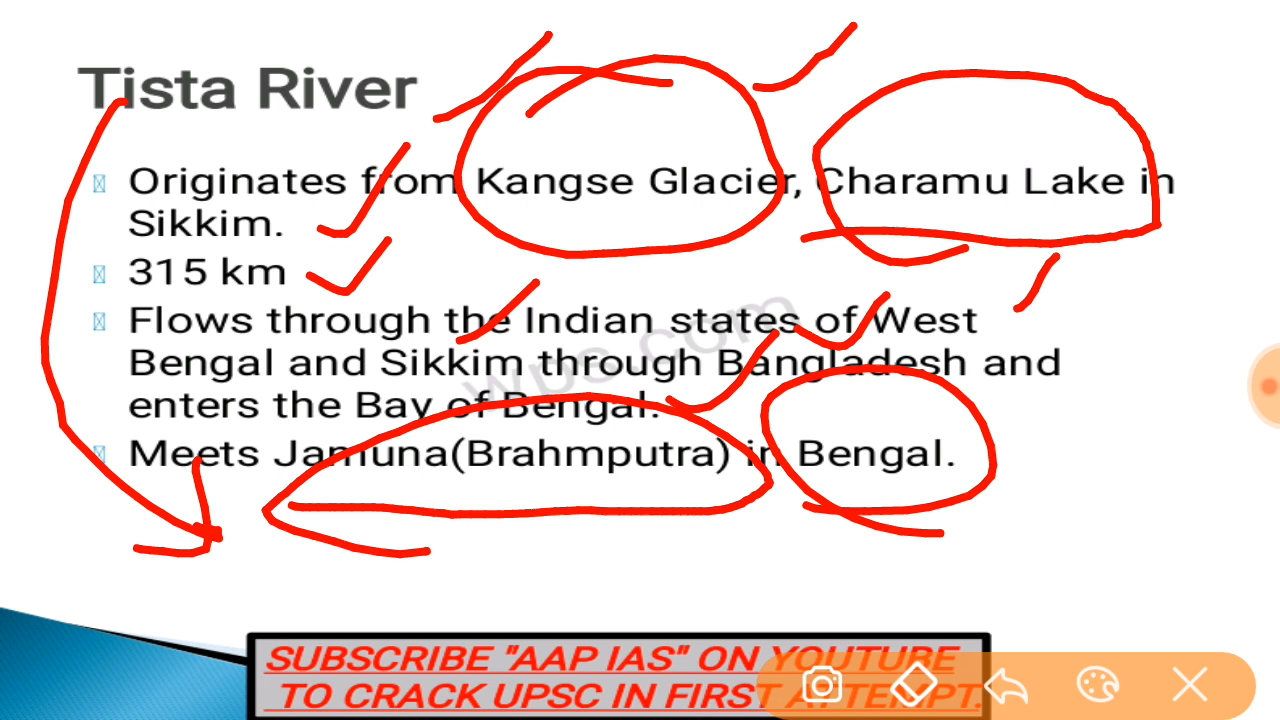 Tista River
Originates from Kangse Glacier, Charamu Lake in
Sikkim.
315 km
Flows through the Indian states of West
Bengal and Sikkim through Bangladesh and
enters the Bay of Bengal.
Meets Jamuna(Brahmputra) in Bengal.
wps.com
SUBSCRIBE "AAP IAS" ON YOUTUBE
TO CRACK UPSC IN FIRST ATTEMPT.